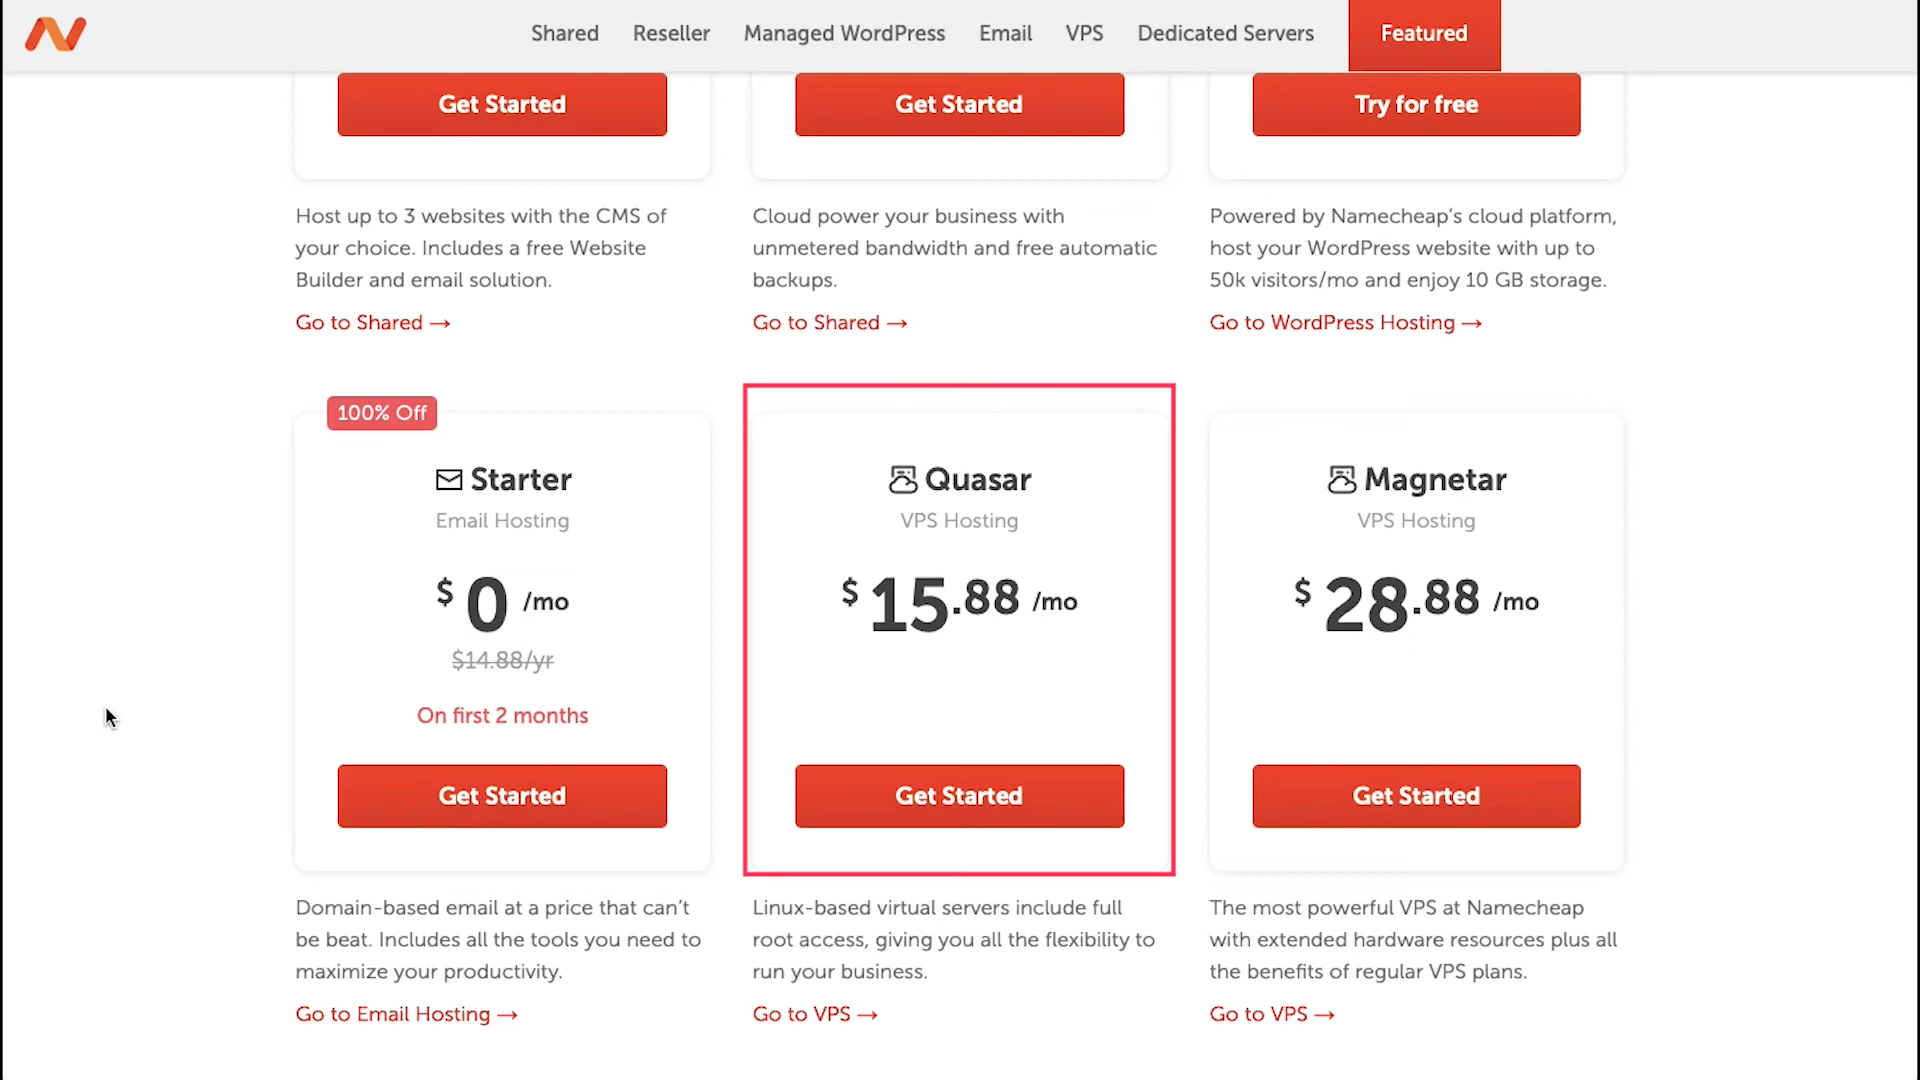 Shared
Reseller
Managed WordPress
Email
VPS
Dedicated Servers
Featured
Get Started
Get Started
Try for free
Host up to 3 websites with the CMS of
your choice. Includes a free Website
Builder and email solution.
Go to Shared →
Cloud power your business with
unmetered bandwidth and free automatic
backups.
Go to Shared →
Powered by Namecheap’s cloud platform,
host your WordPress website with up to
50k visitors/mo and enjoy 10 GB storage.
Go to WordPress Hosting →
100% Off
Starter
Email Hosting
$ 0 /mo
$14.88/yr
On first 2 months
Get Started
Domain-based email at a price that can’t
be beat. Includes all the tools you need to
maximize your productivity.
Go to Email Hosting →
Quasar
VPS Hosting
$ 15.88 /mo
Get Started
Linux-based virtual servers include full
root access, giving you all the flexibility to
run your business.
Go to VPS →
Magnetar
VPS Hosting
$ 28.88 /mo
Get Started
The most powerful VPS at Namecheap
with extended hardware resources plus all
the benefits of regular VPS plans.
Go to VPS →